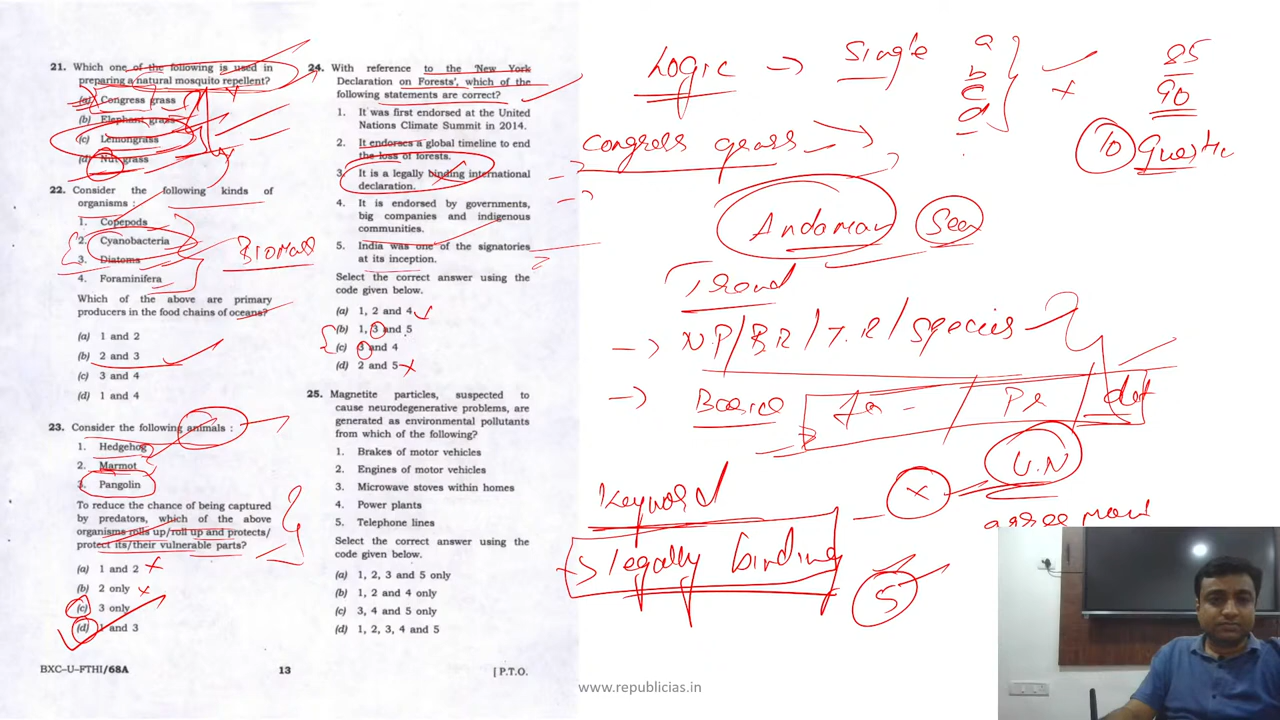 21. Which one of the following is used in
preparing a natural mosquito repellent?
(a) Congress grass
(b) Elephant grass
(c) Lemongrass
(d) Nut grass
22. Consider the following kinds of
organisms :
1. Copepods
2. Cyanobacteria
3. Diatoms
4. Foraminifera
Which of the above are primary
producers in the food chains of oceans?
(a) 1 and 2
(b) 2 and 3
(c) 3 and 4
(d) 1 and 4
23. Consider the following animals :
1. Hedgehog
2. Marmot
3. Pangolin
To reduce the chance of being captured
by predators, which of the above
organisms rolls up/roll up and protects/
protect its/their vulnerable parts?
(a) 1 and 2
(b) 2 only
(c) 3 only
(d) 1 and 3
BXC-U-FTHI/68A
24. With reference to the 'New York
Declaration on Forests', which of the
following statements are correct?
1. It was first endorsed at the United
Nations Climate Summit in 2014.
2. It endorses a global timeline to end
the loss of forests.
3. It is a legally binding international
declaration.
4. It is endorsed by governments,
big companies and indigenous
communities.
5. India was one of the signatories
at its inception.
Select the correct answer using the
code given below.
(a) 1, 2 and 4
(b) 1, 3 and 5
(c) 3 and 4
(d) 2 and 5
25. Magnetite particles, suspected to
cause neurodegenerative problems, are
generated as environmental pollutants
from which of the following?
1. Brakes of motor vehicles
2. Engines of motor vehicles
3. Microwave stoves within homes
4. Power plants
5. Telephone lines
Select the correct answer using the
code given below.
(a) 1, 2, 3 and 5 only
(b) 1, 2 and 4 only
(c) 3, 4 and 5 only
(d) 1, 2, 3, 4 and 5
13
[ P.T.O.
Logic → Single
a
b
c
d
85
90
10 Questic
Congress grass
Andaman Sea
Trend
→ N.P/BR/T.R/Species
→ Basics
U.N
Keyword
→ legally binding
5
www.republicias.in